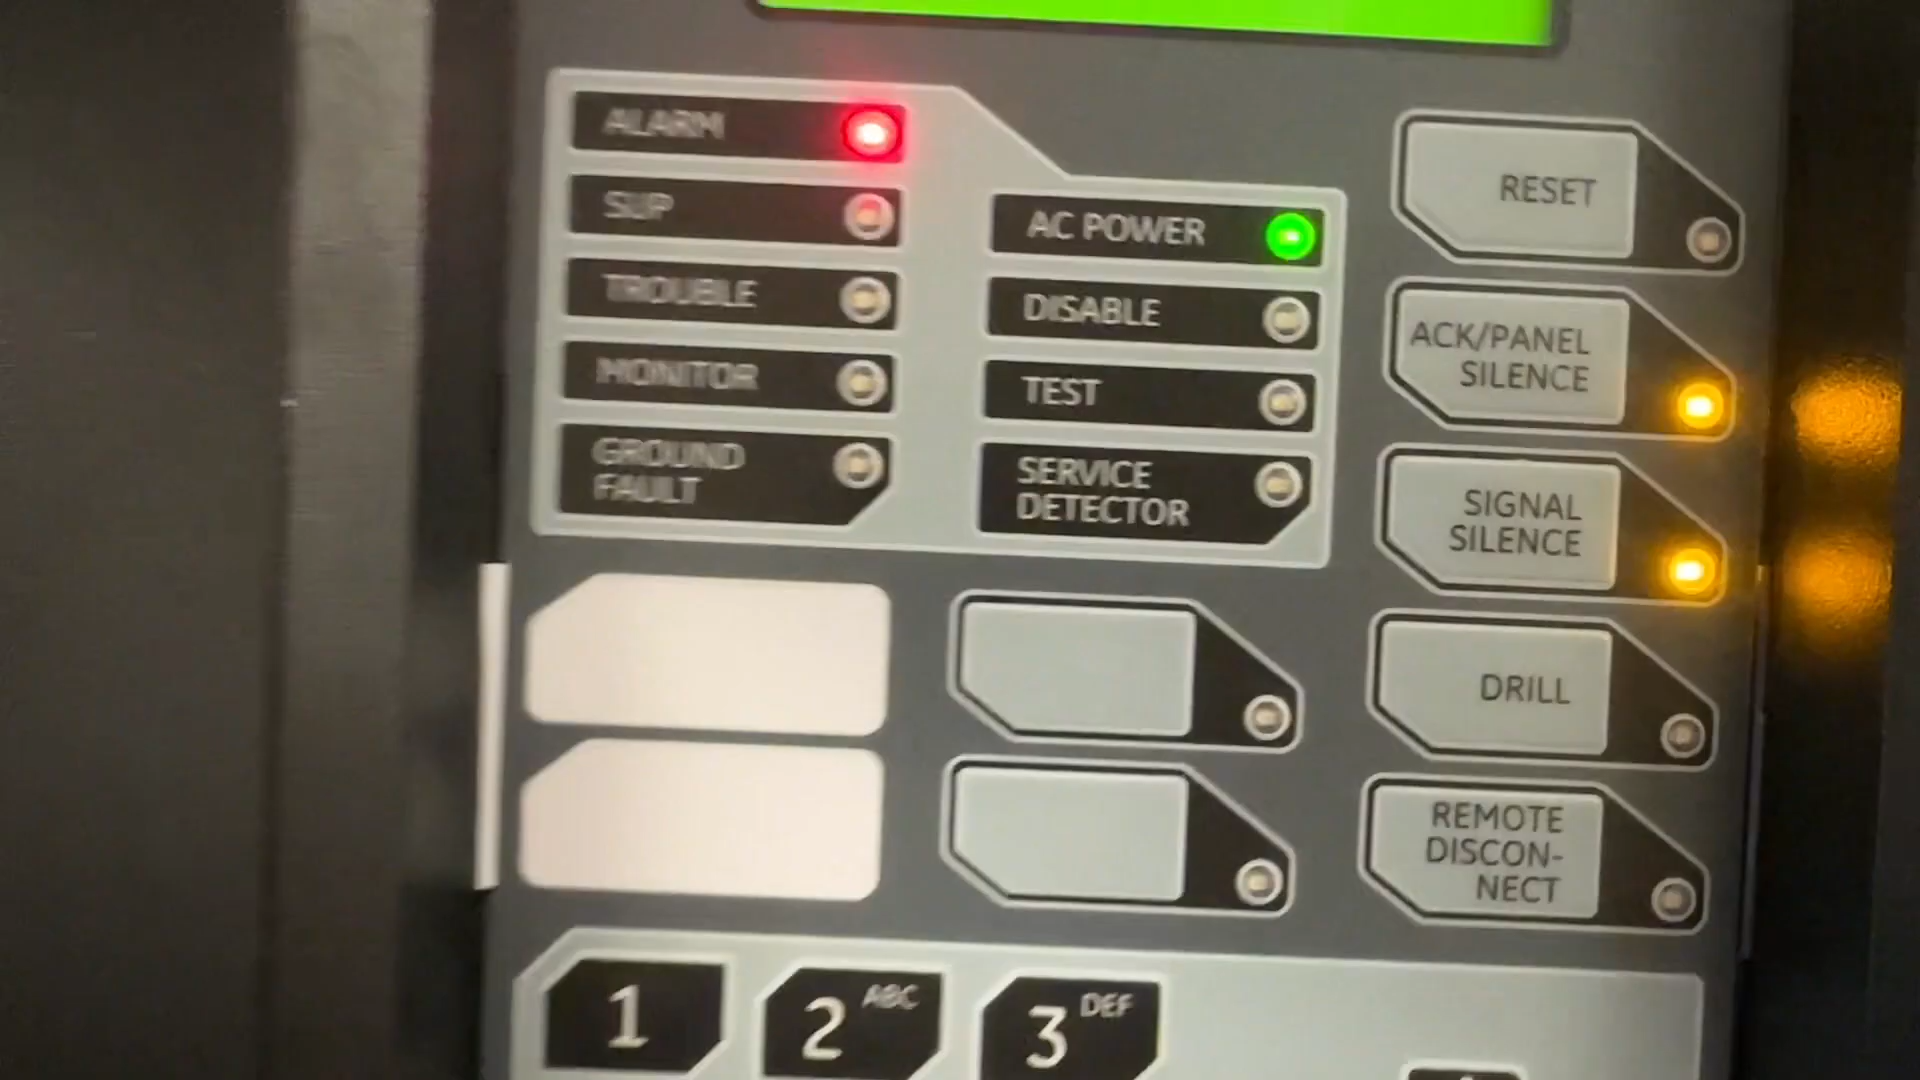 ALARM
SUP
TROUBLE
MONITOR
GROUND
FAULT
AC POWER
DISABLE
TEST
SERVICE
DETECTOR
RESET
ACK/PANEL
SILENCE
SIGNAL
SILENCE
DRILL
REMOTE
DISCON-
NECT
1
2 ABC
3 DEF